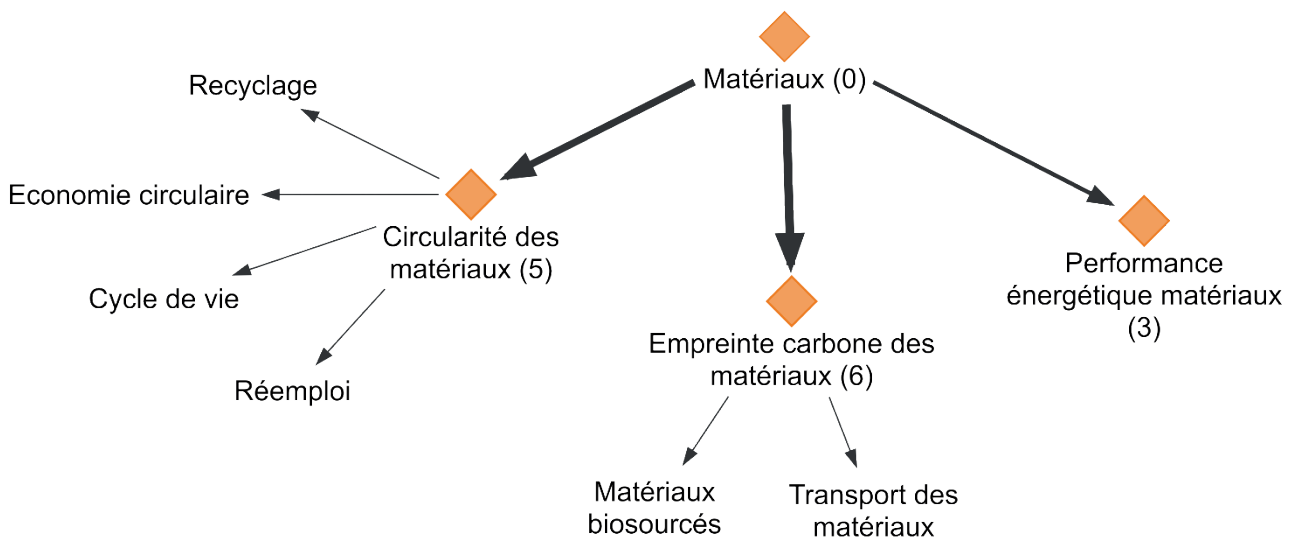 Matériaux (0)
Recyclage
Economie circulaire
Circularité des
matériaux (5)
Cycle de vie
Réemploi
Empreinte carbone des
matériaux (6)
Matériaux
biosourcés
Transport des
matériaux
Performance
énergétique matériaux
(3)